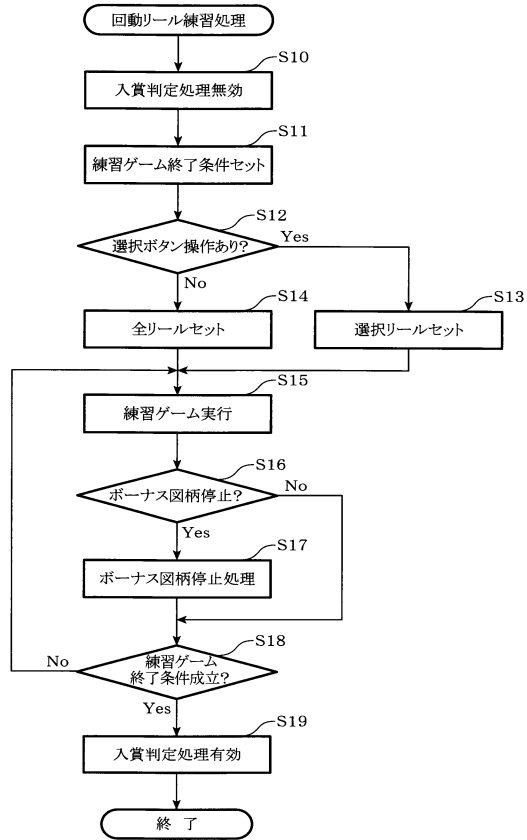 回動リール練習処理
S10
入賞判定処理無効
S11
練習ゲーム終了条件セット
S12
選択ボタン操作あり?
Yes
No
S14
全リールセット
S13
選択リールセット
S15
練習ゲーム実行
S16
ボーナス図柄停止?
No
Yes
S17
ボーナス図柄停止処理
S18
練習ゲーム
終了条件成立?
No
Yes
S19
入賞判定処理有効
終 了